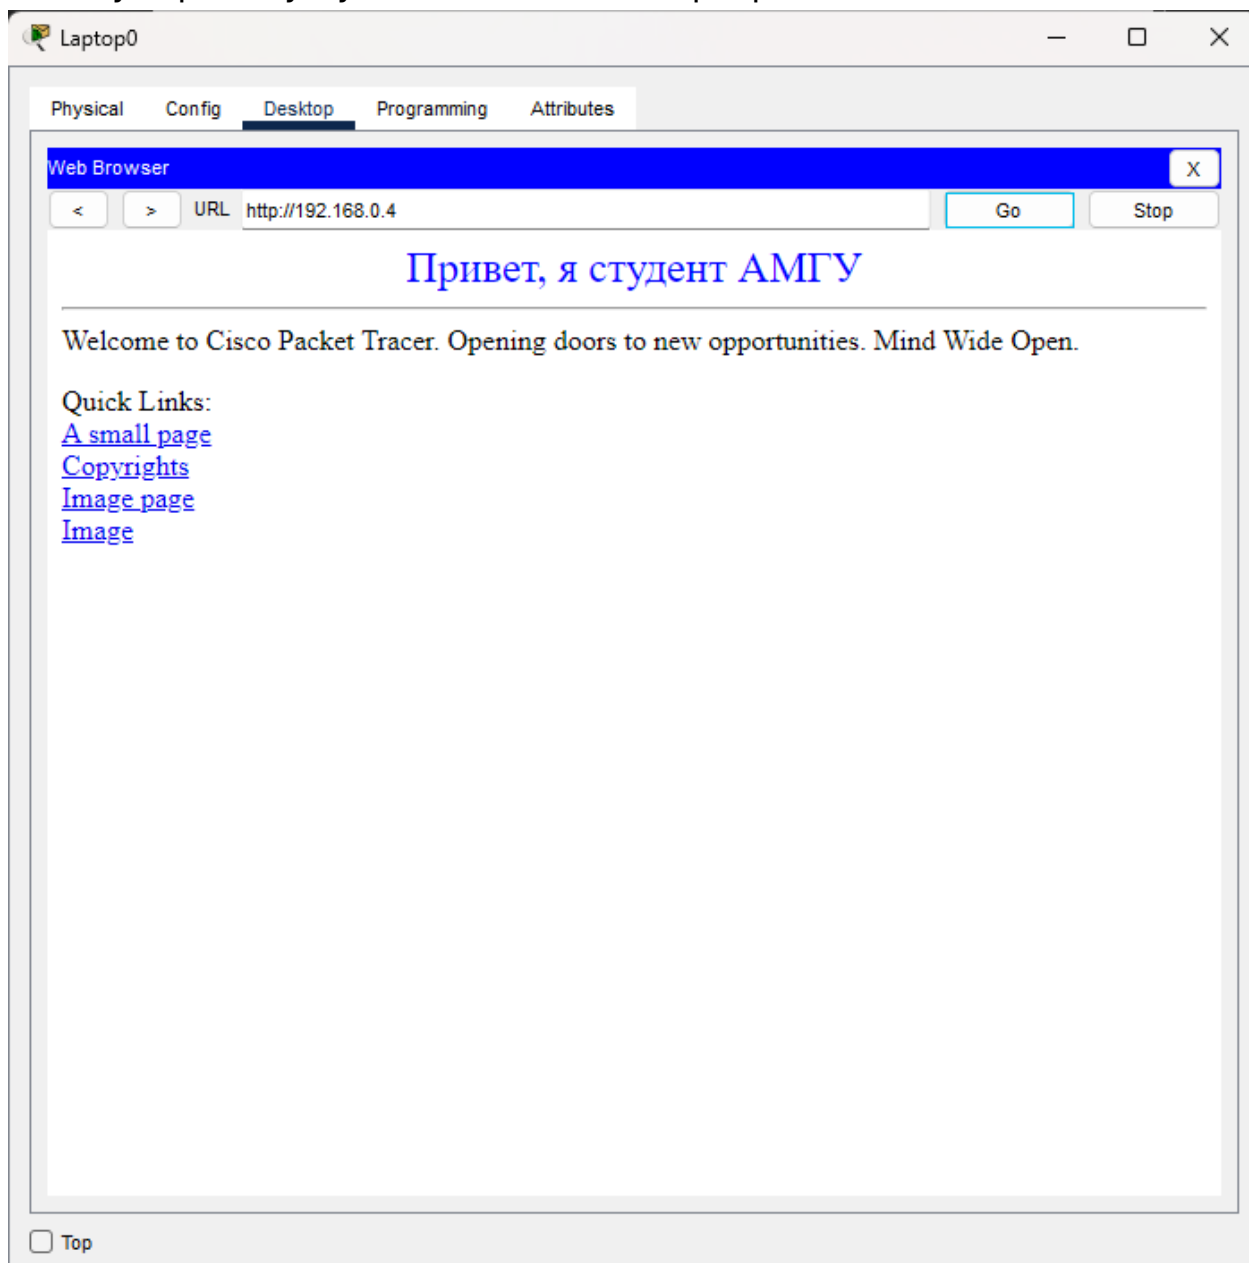 Laptop0
Physical Config Desktop Programming Attributes
Web Browser X
< > URL http://192.168.0.4 Go Stop
Привет, я студент АМГУ
Welcome to Cisco Packet Tracer. Opening doors to new opportunities. Mind Wide Open.
Quick Links:
A small page
Copyrights
Image page
Image
Top